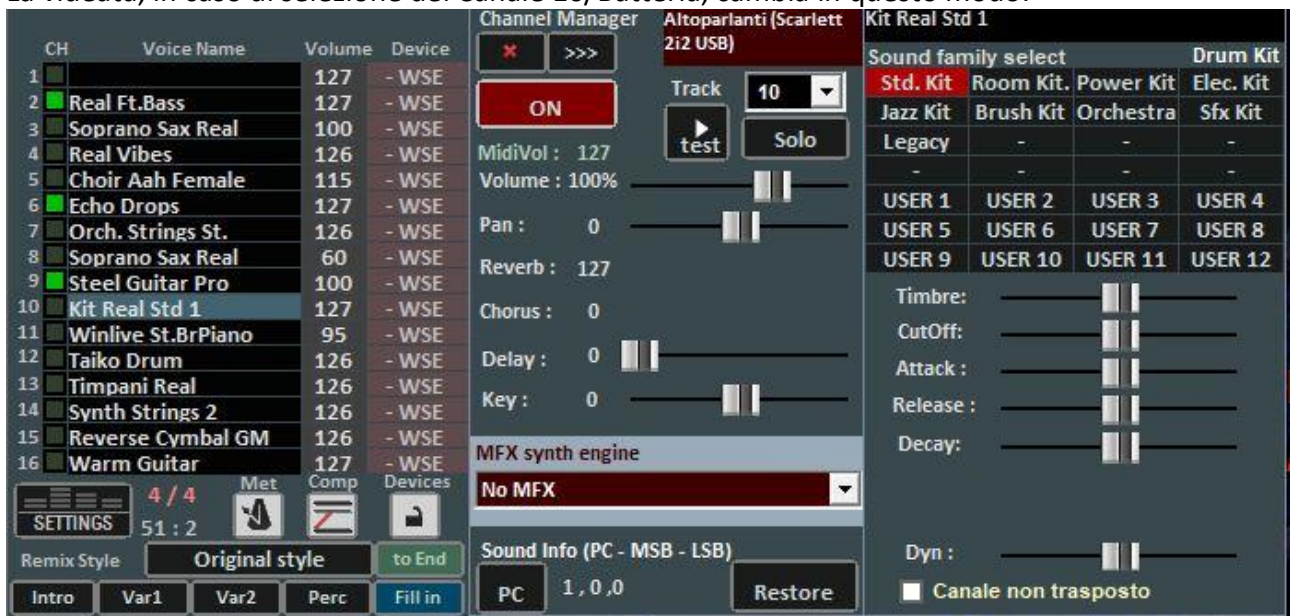 La videata, in caso di selezione del Canale 10, Batteria, cambia in questo modo:
CH Voice Name Volume Device
1 127 - WSE
2 Real Ft.Bass 127 - WSE
3 Soprano Sax Real 100 - WSE
4 Real Vibes 126 - WSE
5 Choir Aah Female 115 - WSE
6 Echo Drops 127 - WSE
7 Orch. Strings St. 126 - WSE
8 Soprano Sax Real 60 - WSE
9 Steel Guitar Pro 100 - WSE
10 Kit Real Std 1 127 - WSE
11 Winlive St.BrPiano 95 - WSE
12 Taiko Drum 126 - WSE
13 Timpani Real 126 - WSE
14 Synth Strings 2 126 - WSE
15 Reverse Cymbal GM 126 - WSE
16 Warm Guitar 127 - WSE
Met Comp Devices
SETTINGS
4 / 4
51 : 2
Remix Style Original style to End
Intro Var1 Var2 Perc Fill in
Channel Manager
Altoparlanti (Scarlett
2i2 USB)
>>>
ON
Track 10
test Solo
MidiVol : 127
Volume : 100%
Pan : 0
Reverb : 127
Chorus : 0
Delay : 0
Key : 0
MFX synth engine
No MFX
Sound Info (PC - MSB - LSB)
PC 1 , 0 ,0 Restore
Kit Real Std 1
Sound family select Drum Kit
Std. Kit Room Kit. Power Kit Elec. Kit
Jazz Kit Brush Kit Orchestra Sfx Kit
Legacy - - -
- - - -
USER 1 USER 2 USER 3 USER 4
USER 5 USER 6 USER 7 USER 8
USER 9 USER 10 USER 11 USER 12
Timbre:
CutOff:
Attack :
Release :
Decay:
Dyn :
Canale non trasposto